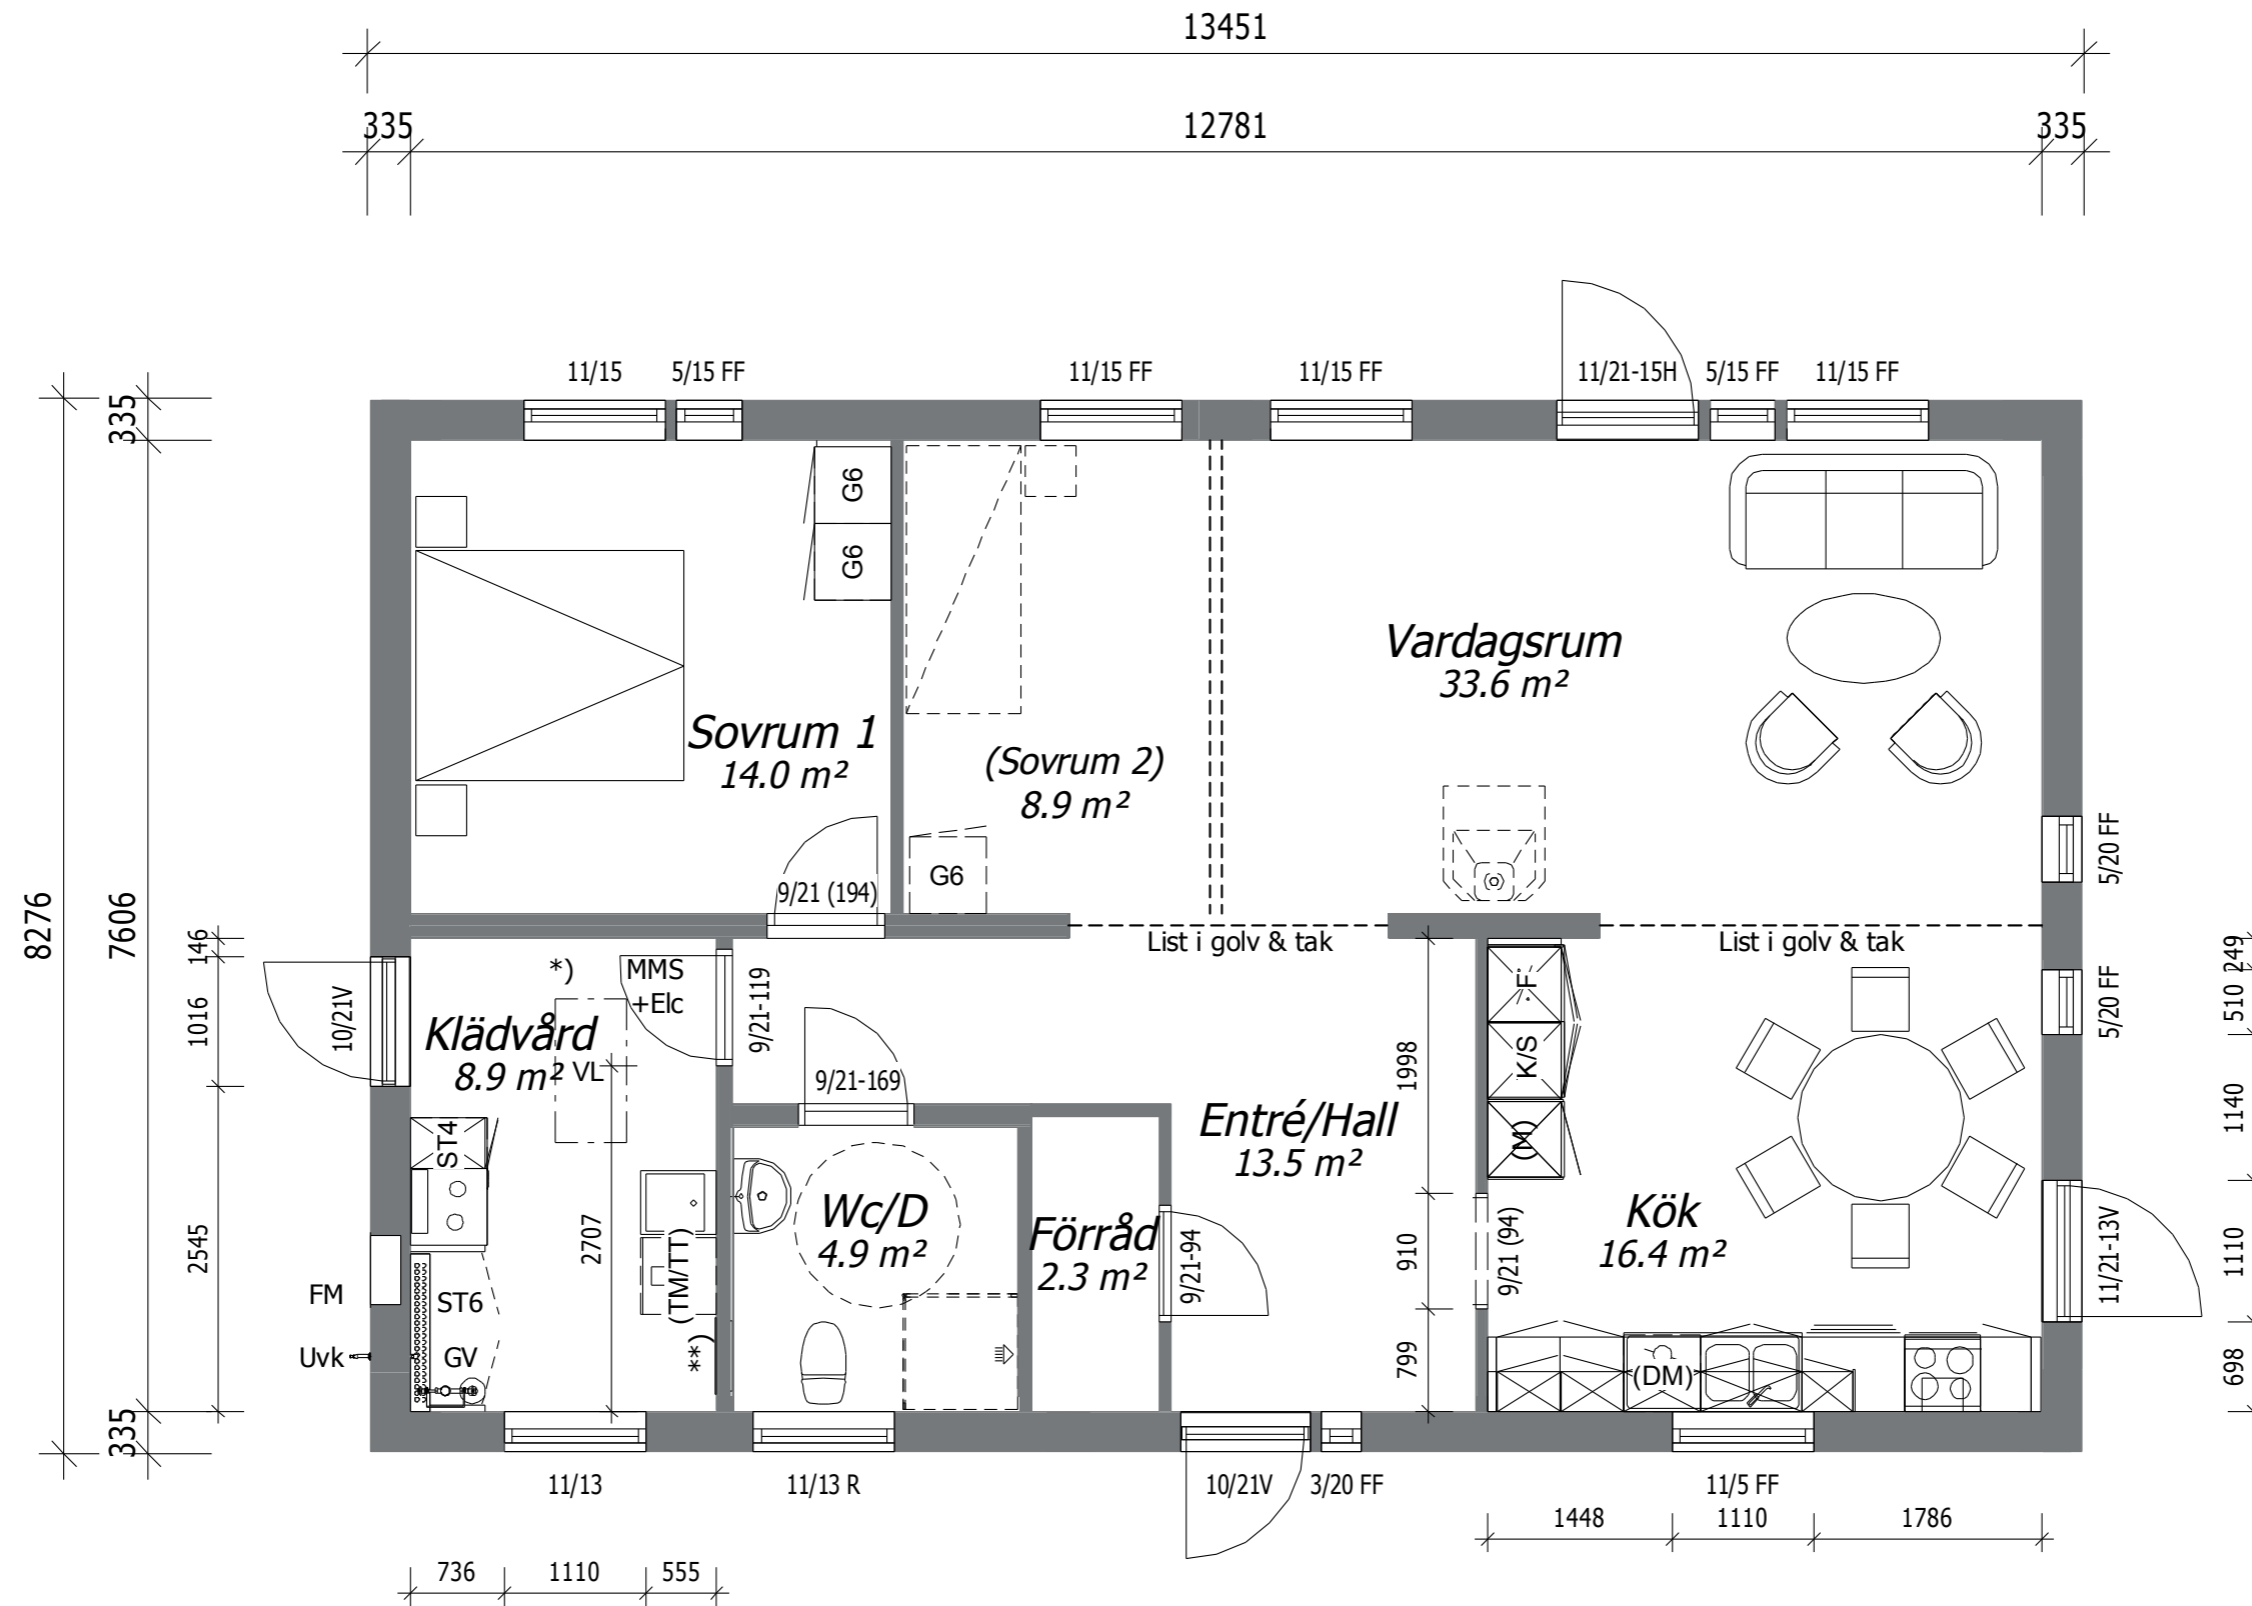 13451
335
12781
335
11/15
5/15 FF
11/15 FF
11/15 FF
11/21-15H
5/15 FF
11/15 FF
8276
335
7606
335
146
1016
2545
G6
G6
Sovrum 1
14.0 m²
(Sovrum 2)
8.9 m²
G6
Vardagsrum
33.6 m²
5/20 FF
9/21 (194)
List i golv & tak
List i golv & tak
10/21V
*)
MMS
+Elc
9/21-119
Klädvård
8.9 m²
VL
9/21-169
ST4
2707
(TM/TT)
**)
FM
ST6
Uvk
GV
Wc/D
4.9 m²
Förråd
2.3 m²
9/21-94
Entré/Hall
13.5 m²
1998
910
799
9/21 (94)
F
K/S
(M)
Kök
16.4 m²
(DM)
5/20 FF
11/21-13V
249
510
1140
1110
698
11/13
11/13 R
10/21V
3/20 FF
11/5 FF
1448
1110
1786
736
1110
555